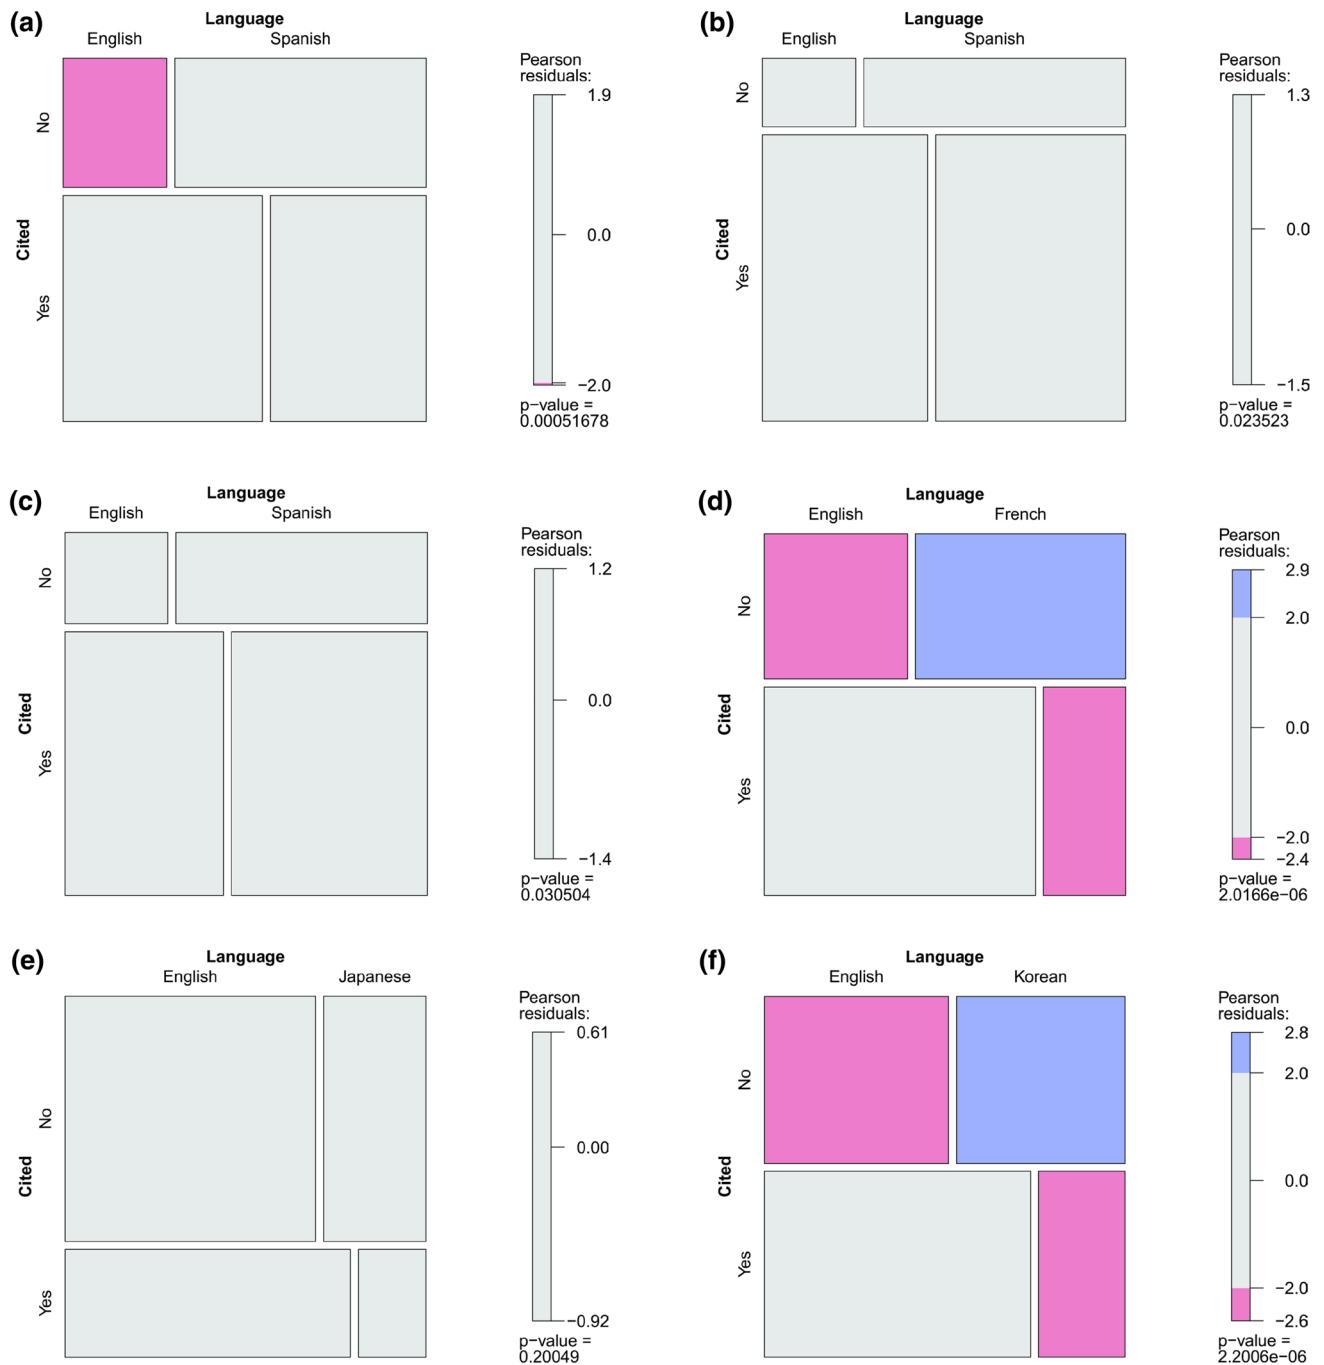 (a)
Language
English Spanish
No
Cited
Yes
Pearson
residuals:
1.9
0.0
−2.0
p−value =
0.00051678
(b)
Language
English Spanish
No
Cited
Yes
Pearson
residuals:
1.3
0.0
−1.5
p−value =
0.023523
(c)
Language
English Spanish
No
Cited
Yes
Pearson
residuals:
1.2
0.0
−1.4
p−value =
0.030504
(d)
Language
English French
No
Cited
Yes
Pearson
residuals:
2.9
2.0
0.0
−2.0
−2.4
p−value =
2.0166e−06
(e)
Language
English Japanese
No
Cited
Yes
Pearson
residuals:
0.61
0.00
−0.92
p−value =
0.20049
(f)
Language
English Korean
No
Cited
Yes
Pearson
residuals:
2.8
2.0
0.0
−2.0
−2.6
p−value =
2.2006e−06